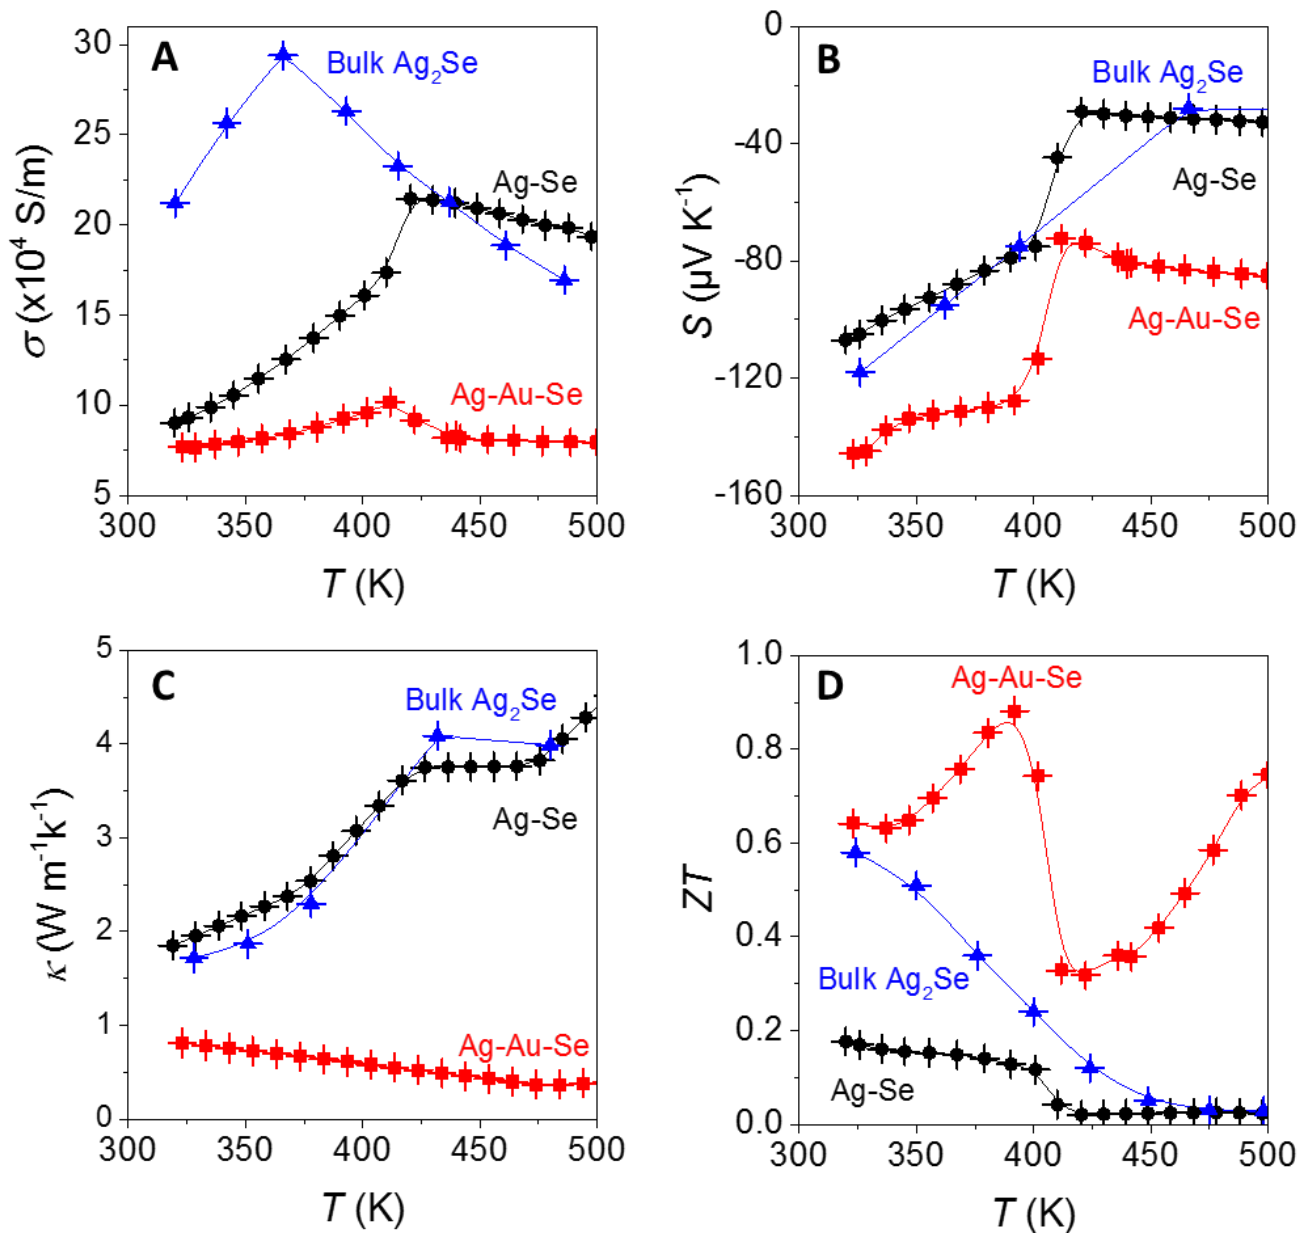 A
30
25
20
15
10
5
σ (x10⁴ S/m)
Bulk Ag₂Se
Ag-Se
Ag-Au-Se
300 350 400 450 500
T (K)
B
0
-40
-80
-120
-160
S (µV K⁻¹)
Bulk Ag₂Se
Ag-Se
Ag-Au-Se
300 350 400 450 500
T (K)
C
5
4
3
2
1
0
κ (W m⁻¹k⁻¹)
Bulk Ag₂Se
Ag-Se
Ag-Au-Se
300 350 400 450 500
T (K)
D
1.0
0.8
0.6
0.4
0.2
0.0
ZT
Ag-Au-Se
Bulk Ag₂Se
Ag-Se
300 350 400 450 500
T (K)